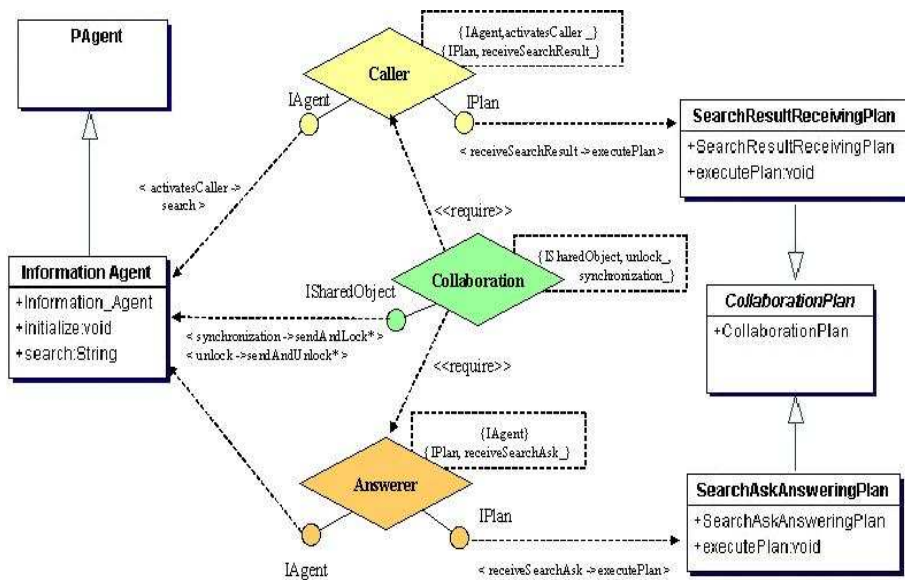 PAgent
{IAgent,activatesCaller _}
{IPlan, receiveSearchResult_}
Caller
IAgent
IPlan
SearchResultReceivingPlan
+SearchResultReceivingPlan
+executePlan:void
< receiveSearchResult ->executePlan>
< activatesCaller ->
search >
<<require>>
Information Agent
+Information_Agent
+initialize:void
+search:String
{ISharedObject, unlock_,
synchronization_}
Collaboration
ISharedObject
CollaborationPlan
+CollaborationPlan
< synchronization ->sendAndLock* >
< unlock ->sendAndUnlock* >
<<require>>
{IAgent}
{IPlan, receiveSearchAsk_}
Answerer
IPlan
IAgent
SearchAskAnsweringPlan
+SearchAskAnsweringPlan
+executePlan:void
< receiveSearchAsk ->executePlan>